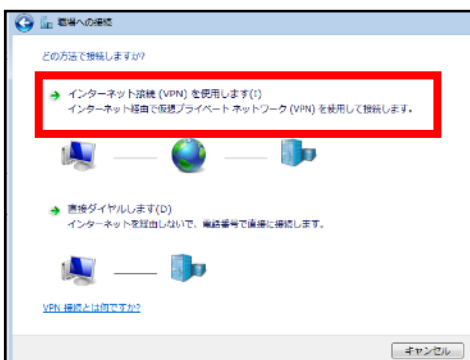 職場への接続
どの方法で接続しますか?
インターネット接続 (VPN) を使用します(I)
インターネット経由で仮想プライベート ネットワーク (VPN) を使用して接続します。
直接ダイヤルします(D)
インターネットを経由しないで、電話番号で直接に接続します。
VPN 接続とは何ですか?
キャンセル